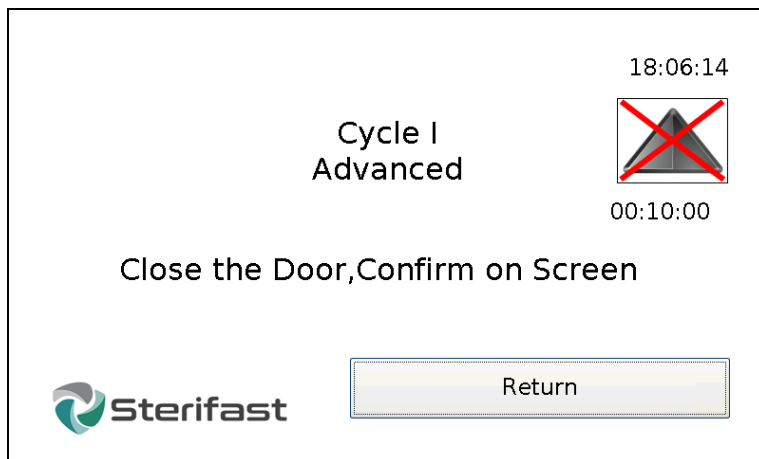 18:06:14
Cycle I
Advanced
00:10:00
Close the Door,Confirm on Screen
Return
Sterifast